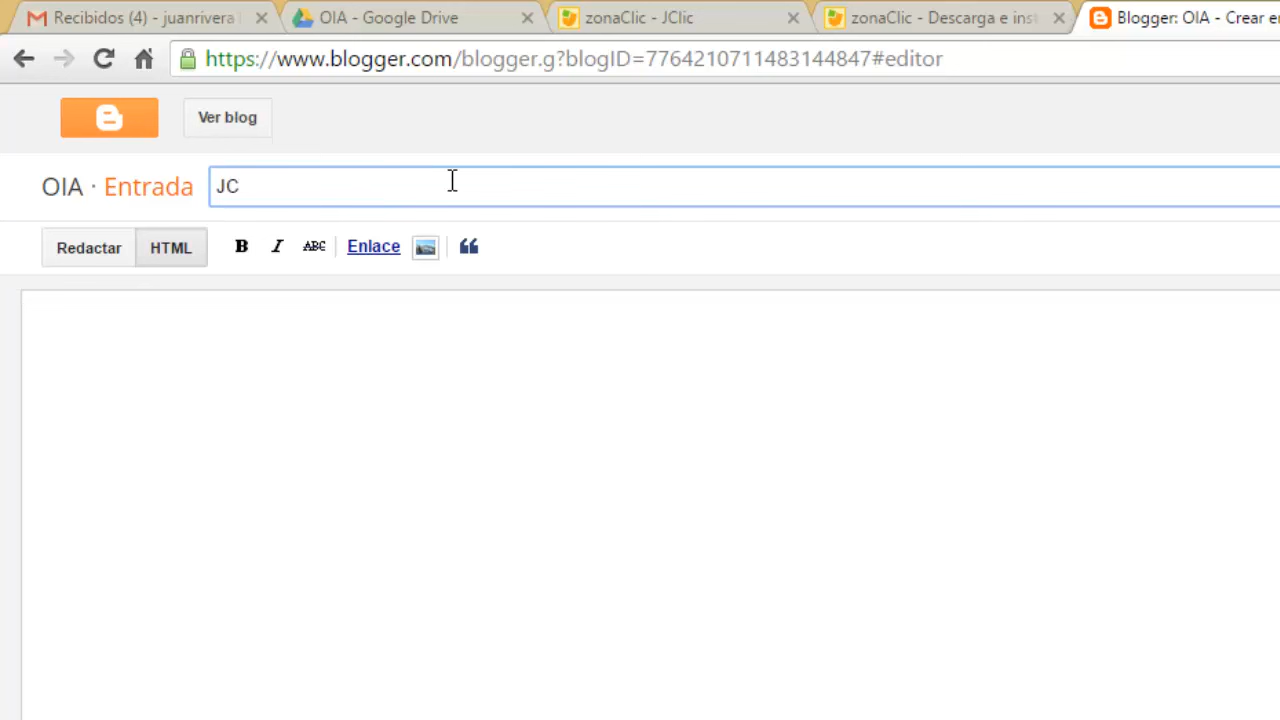 Recibidos (4) - juanrivera
OIA - Google Drive
zonaClic - JClic
zonaClic - Descarga e inst
Blogger: OIA - Crear en
https://www.blogger.com/blogger.g?blogID=7764210711483144847#editor
Ver blog
OIA · Entrada
JC
Redactar
HTML
B I ABC Enlace